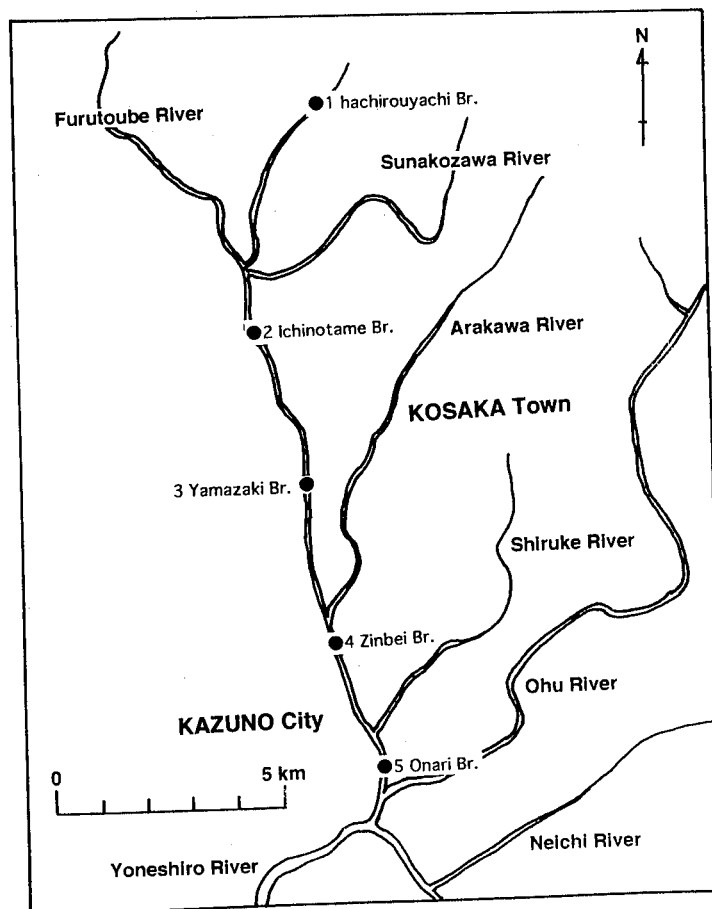 N
1 hachirouyachi Br.
Furutoube River
Sunakozawa River
2 Ichinotame Br.
Arakawa River
KOSAKA Town
3 Yamazaki Br.
Shiruke River
4 Zinbei Br.
Ohu River
KAZUNO City
5 Onari Br.
0 5 km
Neichi River
Yoneshiro River